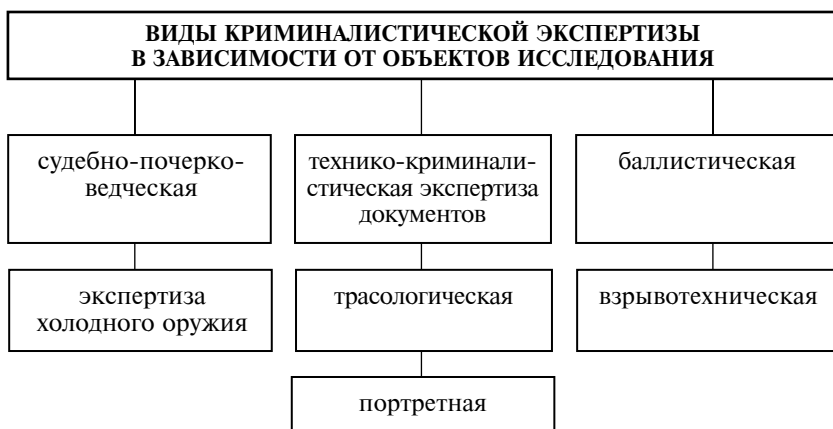 ВИДЫ КРИМИНАЛИСТИЧЕСКОЙ ЭКСПЕРТИЗЫ
В ЗАВИСИМОСТИ ОТ ОБЪЕКТОВ ИССЛЕДОВАНИЯ
судебно-почерко-
ведческая
технико-криминали-
стическая экспертиза
документов
баллистическая
экспертиза
холодного оружия
трасологическая
взрывотехническая
портретная